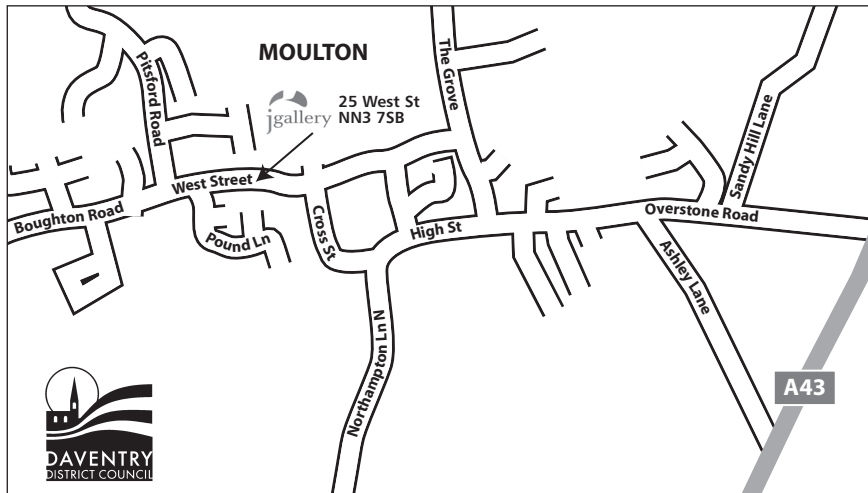 MOULTON
The Grove
Pitsford Road
jgallery
25 West St
NN3 7SB
Sandy Hill Lane
West Street
Boughton Road
Pound Ln
Cross St
High St
Overstone Road
Ashley Lane
Northampton Ln N
A43
DAVENTRY
DISTRICT COUNCIL